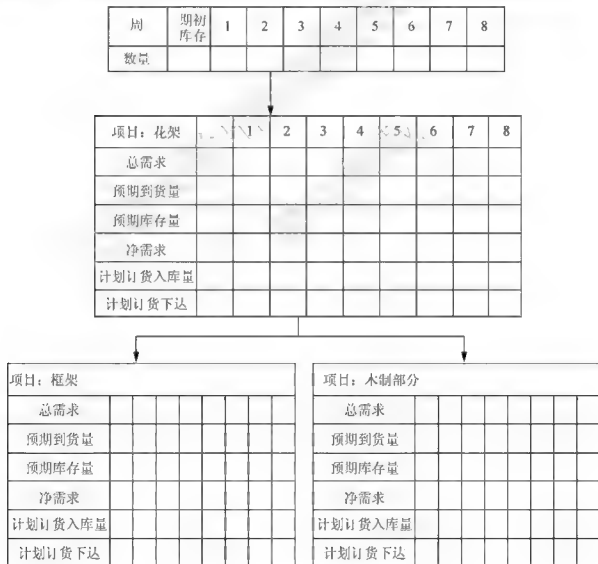 周 期初库存 1 2 3 4 5 6 7 8
数量
项目：花架 1 2 3 4 5 6 7 8
总需求
预期到货量
预期库存量
净需求
计划订货入库量
计划订货下达
项目：框架
总需求
预期到货量
预期库存量
净需求
计划订货入库量
计划订货下达
项目：木制部分
总需求
预期到货量
预期库存量
净需求
计划订货入库量
计划订货下达